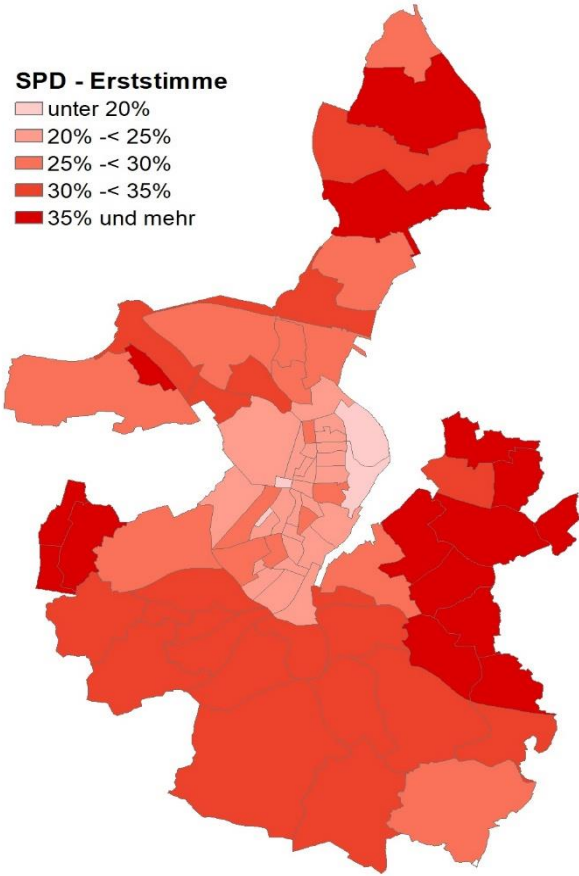 SPD - Erststimme
unter 20%
20% -< 25%
25% -< 30%
30% -< 35%
35% und mehr